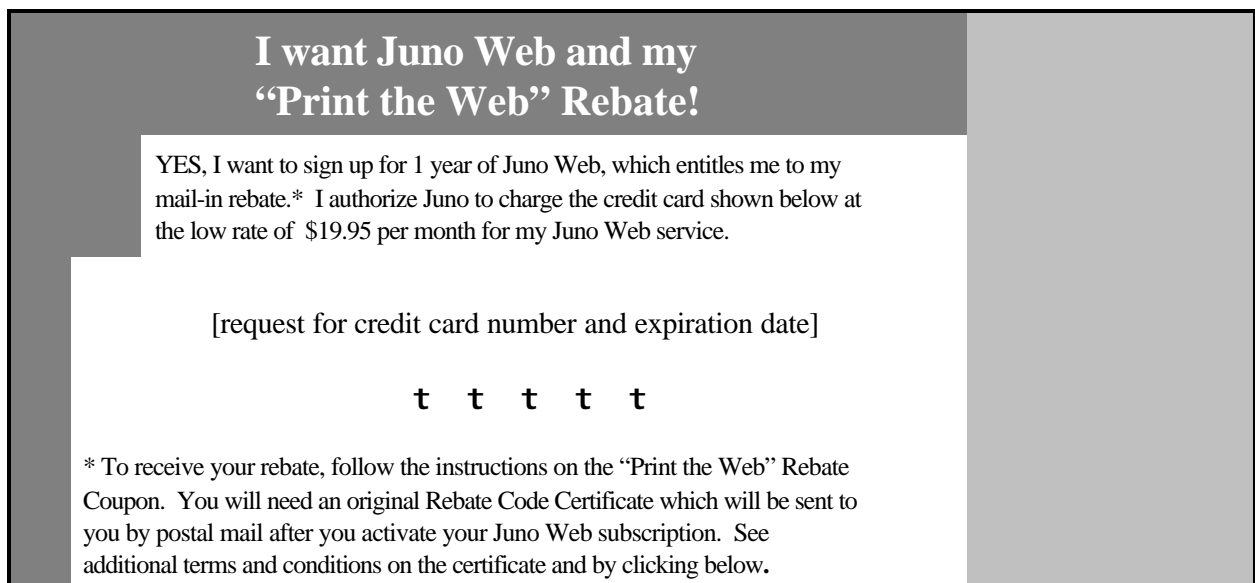 I want Juno Web and my
“Print the Web” Rebate!
YES, I want to sign up for 1 year of Juno Web, which entitles me to my
mail-in rebate.* I authorize Juno to charge the credit card shown below at
the low rate of $19.95 per month for my Juno Web service.
[request for credit card number and expiration date]
t t t t t
* To receive your rebate, follow the instructions on the “Print the Web” Rebate
Coupon. You will need an original Rebate Code Certificate which will be sent to
you by postal mail after you activate your Juno Web subscription. See
additional terms and conditions on the certificate and by clicking below.